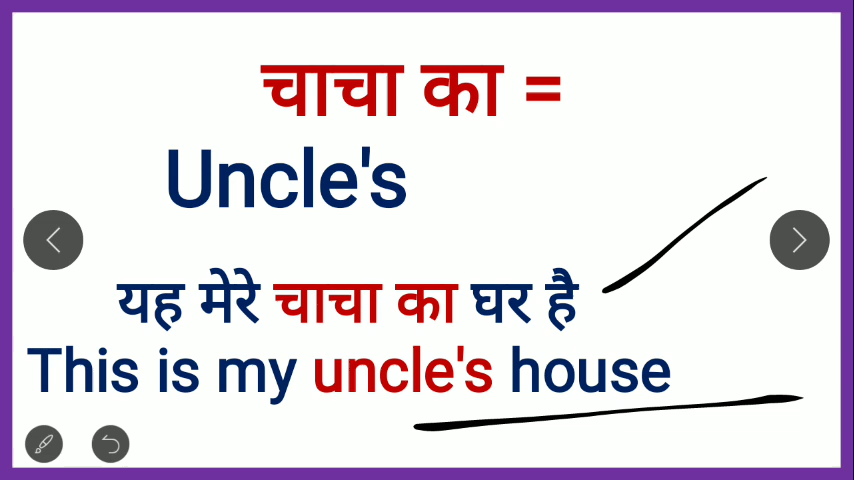 चाचा का =
Uncle's
यह मेरे चाचा का घर है
This is my uncle's house